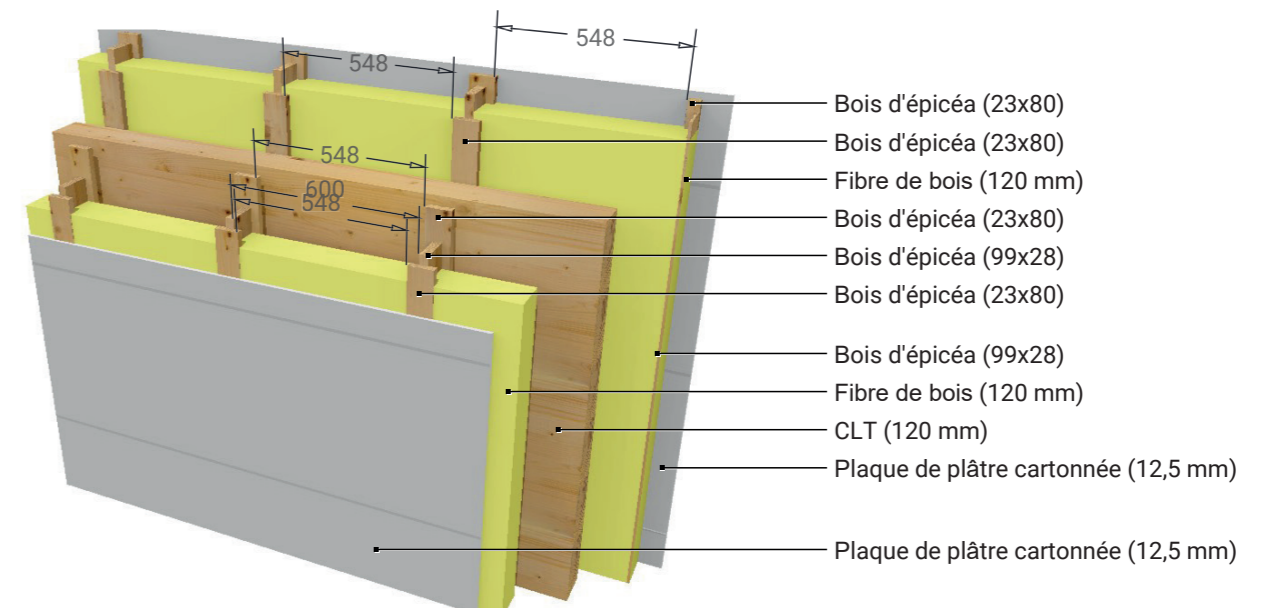 548
548
548
600
548
Bois d'épicéa (23x80)
Bois d'épicéa (23x80)
Fibre de bois (120 mm)
Bois d'épicéa (23x80)
Bois d'épicéa (99x28)
Bois d'épicéa (23x80)
Bois d'épicéa (99x28)
Fibre de bois (120 mm)
CLT (120 mm)
Plaque de plâtre cartonnée (12,5 mm)
Plaque de plâtre cartonnée (12,5 mm)